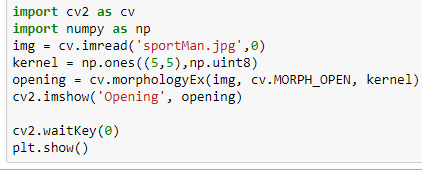 import cv2 as cv
import numpy as np
img = cv.imread('sportMan.jpg',0)
kernel = np.ones((5,5),np.uint8)
opening = cv.morphologyEx(img, cv.MORPH_OPEN, kernel)
cv2.imshow('Opening', opening)
cv2.waitKey(0)
plt.show()